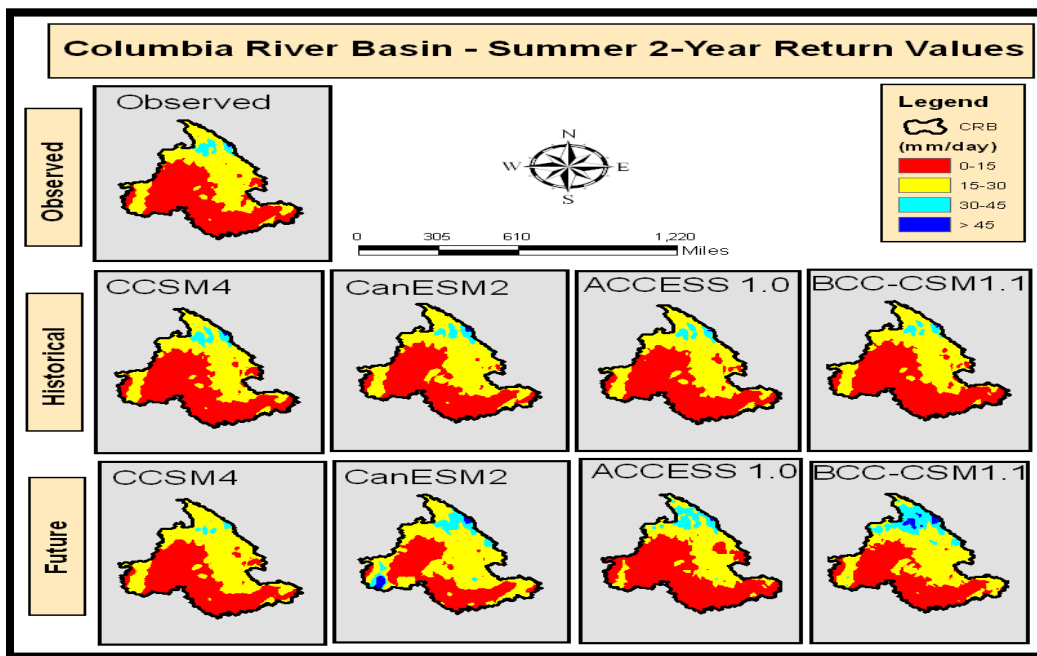 Columbia River Basin - Summer 2-Year Return Values
Observed
Observed
N
W E
S
0 305 610 1,220
Miles
Legend
CRB
(mm/day)
0-15
15-30
30-45
> 45
Historical
CCSM4
CanESM2
ACCESS 1.0
BCC-CSM1.1
Future
CCSM4
CanESM2
ACCESS 1.0
BCC-CSM1.1